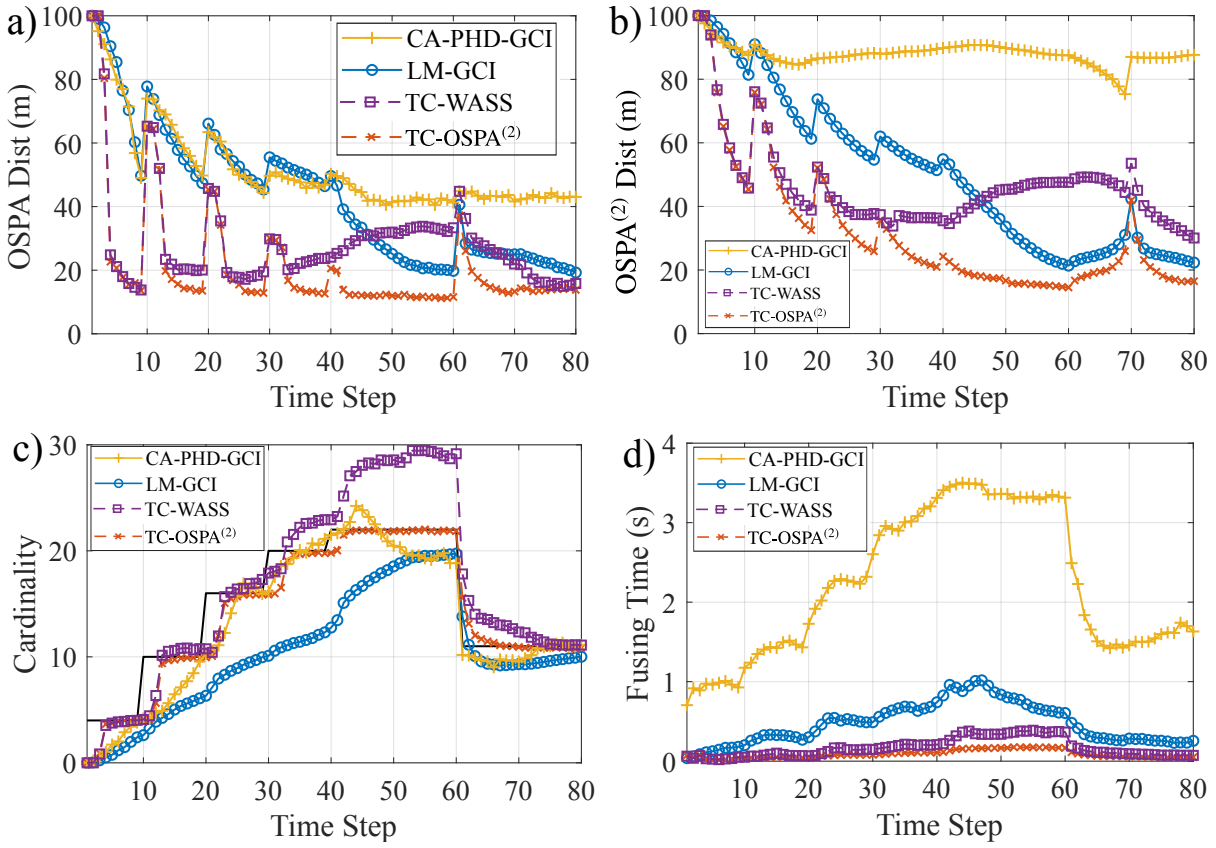 a)
100
80
60
40
20
0
OSPA Dist (m)
CA-PHD-GCI
LM-GCI
TC-WASS
TC-OSPA(2)
10 20 30 40 50 60 70 80
Time Step
b)
100
80
60
40
20
0
OSPA(2) Dist (m)
CA-PHD-GCI
LM-GCI
TC-WASS
TC-OSPA(2)
10 20 30 40 50 60 70 80
Time Step
c)
30
20
10
0
Cardinality
CA-PHD-GCI
LM-GCI
TC-WASS
TC-OSPA(2)
10 20 30 40 50 60 70 80
Time Step
d)
4
3
2
1
0
Fusing Time (s)
CA-PHD-GCI
LM-GCI
TC-WASS
TC-OSPA(2)
10 20 30 40 50 60 70 80
Time Step